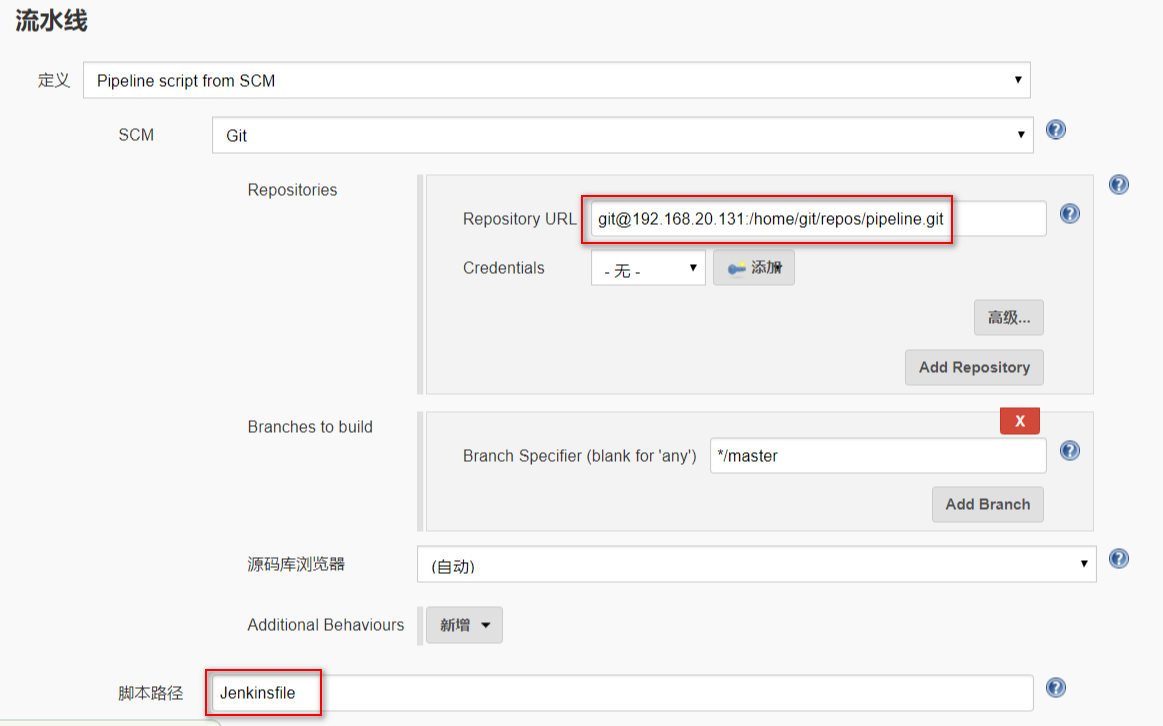 流水线
定义 Pipeline script from SCM
SCM Git
Repositories
Repository URL git@192.168.20.131:/home/git/repos/pipeline.git
Credentials - 无 - 添加
高级...
Add Repository
Branches to build
X
Branch Specifier (blank for 'any') */master
Add Branch
源码库浏览器 (自动)
Additional Behaviours 新增
脚本路径 Jenkinsfile